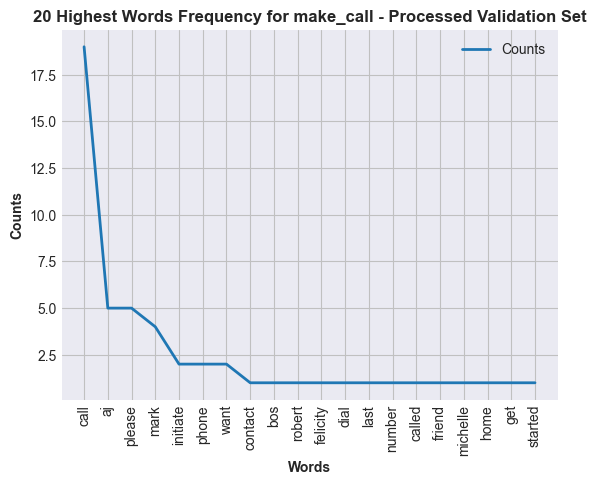 20 Highest Words Frequency for make_call - Processed Validation Set
Counts
17.5
15.0
12.5
10.0
7.5
5.0
2.5
Counts
call
aj
please
mark
initiate
phone
want
contact
bos
robert
felicity
dial
last
number
called
friend
michelle
home
get
started
Words